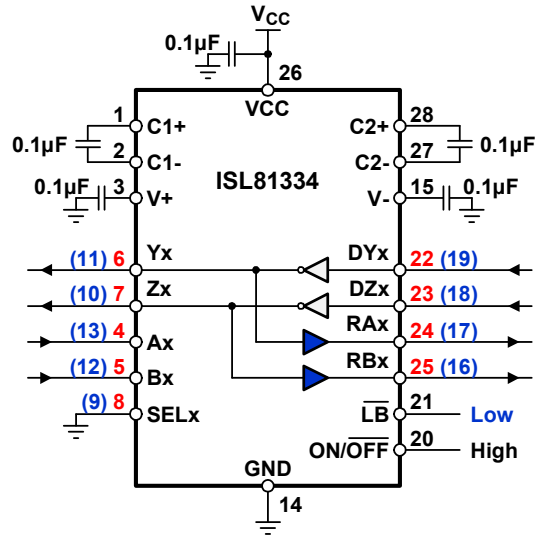 VCC
0.1µF
26
VCC
1 C1+ C2+ 28
0.1µF 0.1µF
2 C1- C2- 27
ISL81334
0.1µF 3 V+ V- 15 0.1µF
(11) 6 Yx DYx 22 (19)
(10) 7 Zx DZx 23 (18)
(13) 4 Ax RAx 24 (17)
(12) 5 Bx RBx 25 (16)
(9) 8 SELx LB 21 Low
ON/OFF 20 High
GND
14